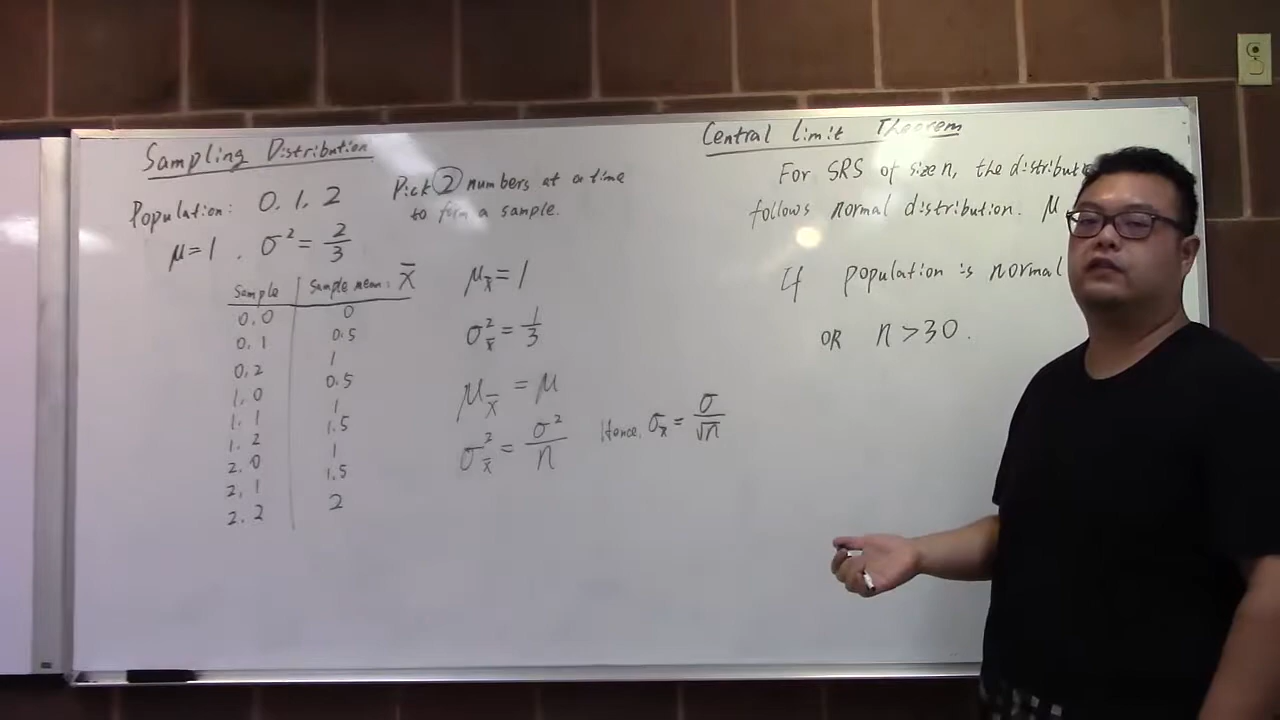 Sampling Distribution
Population: 0, 1, 2
μ=1, σ² = 2/3
Pick 2 numbers at a time
to form a sample.
Sample | Sample mean: x̄
0, 0 | 0
0, 1 | 0.5
0, 2 | 1
1, 0 | 0.5
1, 1 | 1
1, 2 | 1.5
2, 0 | 1
2, 1 | 1.5
2, 2 | 2
μx̄ = 1
σ²x̄ = 1/3
μx̄ = μ
σ²x̄ = σ²/n
Hence, σx̄ = σ/√n
Central Limit Theorem
For SRS of size n, the
follows normal distribution. μ
If population is normal
OR n > 30.